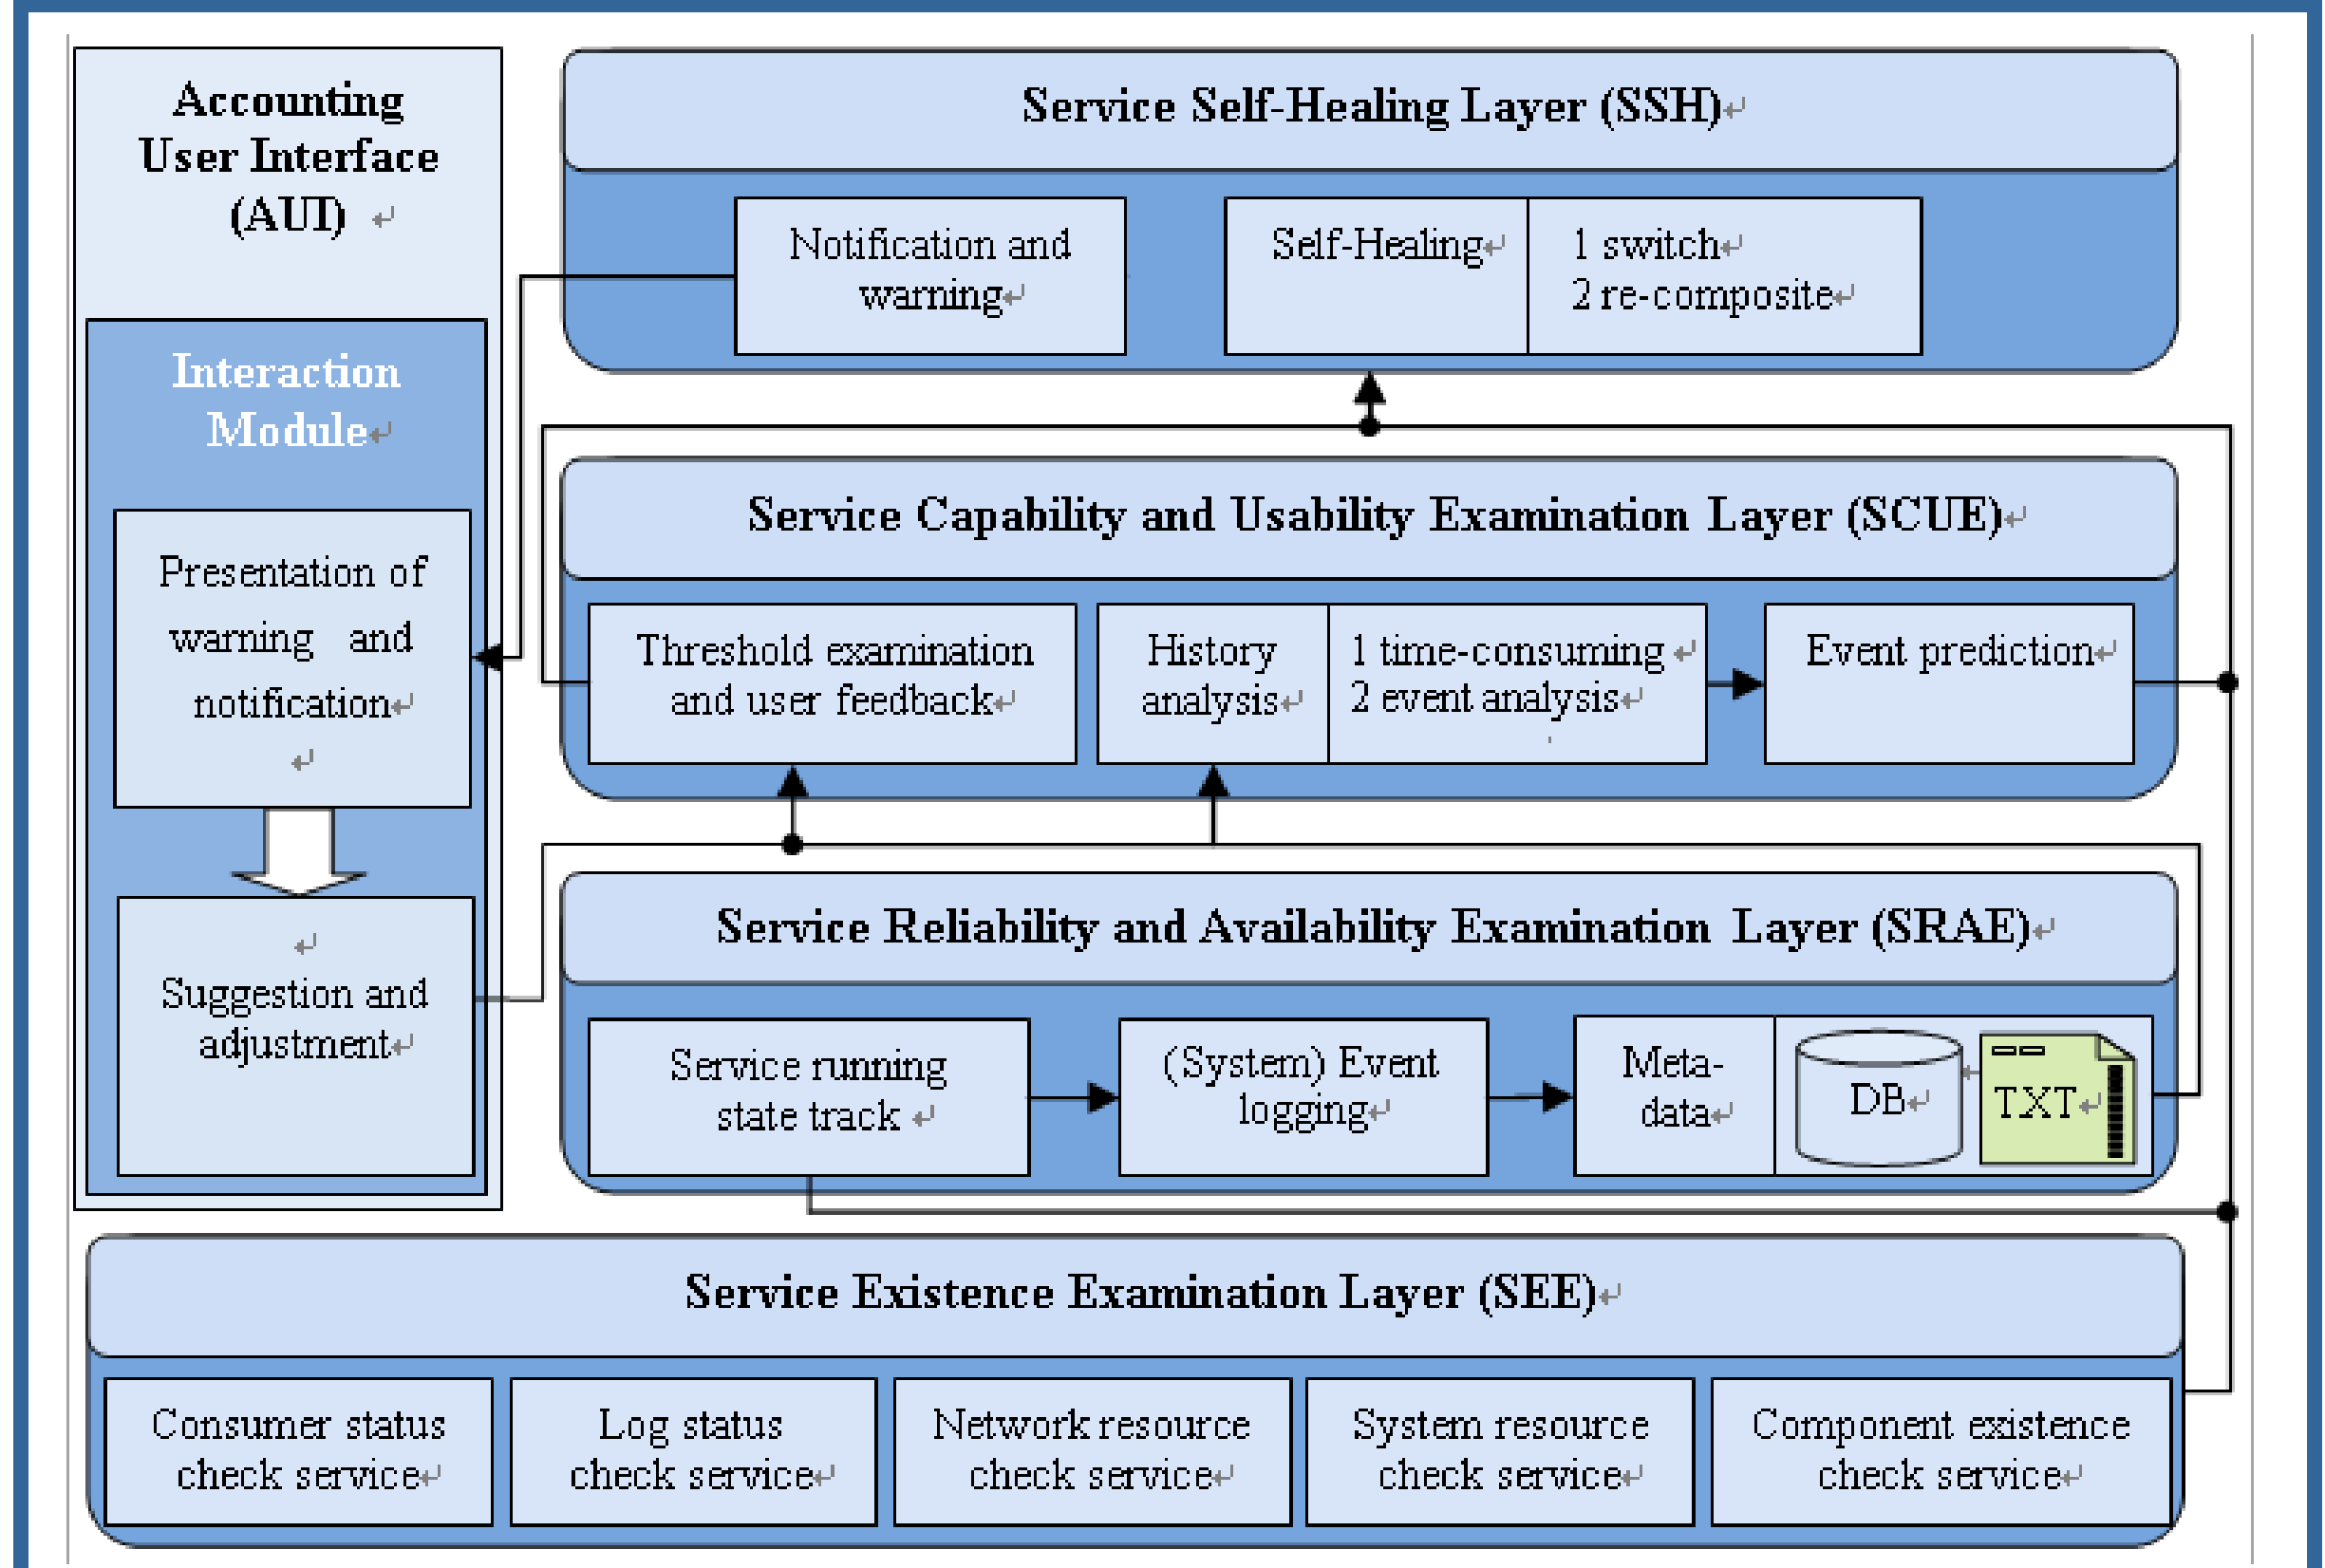 Accounting
User Interface
(AUI)
Interaction
Module
Presentation of
warning and
notification
Suggestion and
adjustment
Service Self-Healing Layer (SSH)
Notification and
warning
Self-Healing
1 switch
2 re-composite
Service Capability and Usability Examination Layer (SCUE)
Threshold examination
and user feedback
History
analysis
1 time-consuming
2 event analysis
Event prediction
Service Reliability and Availability Examination Layer (SRAE)
Service running
state track
(System) Event
logging
Meta-
data
DB
TXT
Service Existence Examination Layer (SEE)
Consumer status
check service
Log status
check service
Network resource
check service
System resource
check service
Component existence
check service